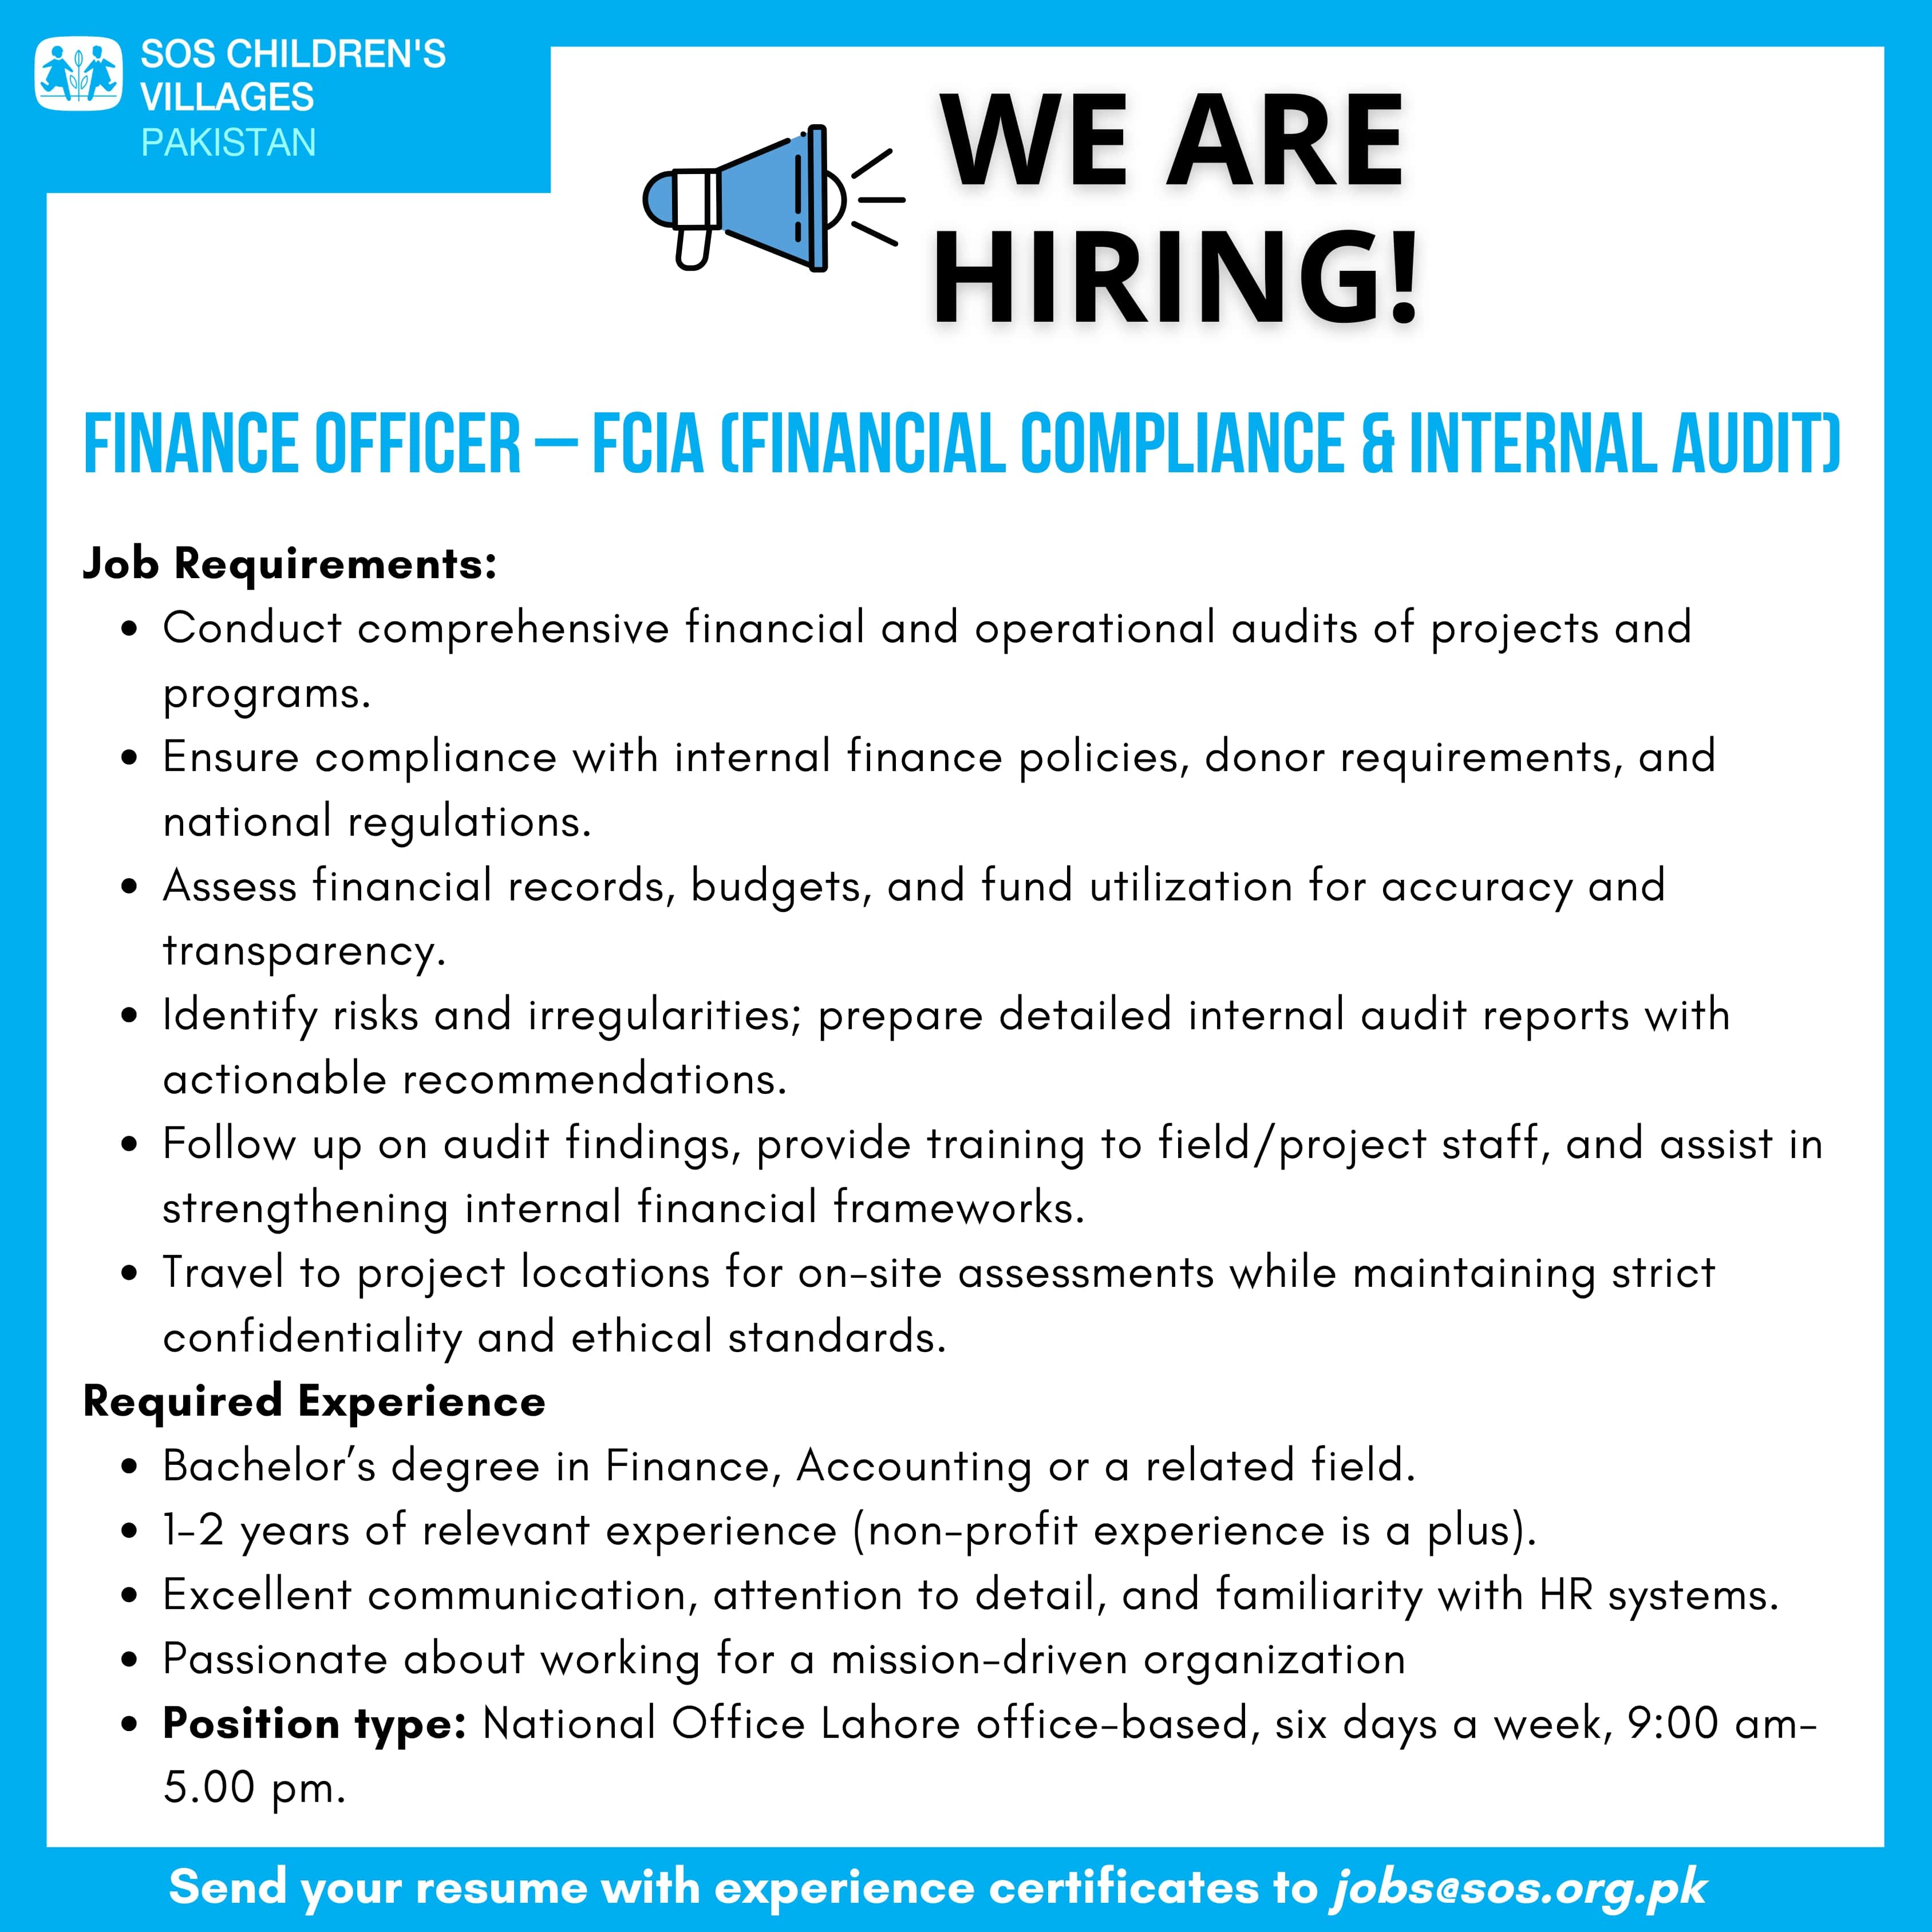 SOS CHILDREN'S
VILLAGES
PAKISTAN
WE ARE
HIRING!
FINANCE OFFICER – FCIA (FINANCIAL COMPLIANCE & INTERNAL AUDIT)
Job Requirements:
• Conduct comprehensive financial and operational audits of projects and
programs.
• Ensure compliance with internal finance policies, donor requirements, and
national regulations.
• Assess financial records, budgets, and fund utilization for accuracy and
transparency.
• Identify risks and irregularities; prepare detailed internal audit reports with
actionable recommendations.
• Follow up on audit findings, provide training to field/project staff, and assist in
strengthening internal financial frameworks.
• Travel to project locations for on-site assessments while maintaining strict
confidentiality and ethical standards.
Required Experience
• Bachelor’s degree in Finance, Accounting or a related field.
• 1-2 years of relevant experience (non-profit experience is a plus).
• Excellent communication, attention to detail, and familiarity with HR systems.
• Passionate about working for a mission-driven organization
• Position type: National Office Lahore office-based, six days a week, 9:00 am-
5.00 pm.
Send your resume with experience certificates to jobs@sos.org.pk